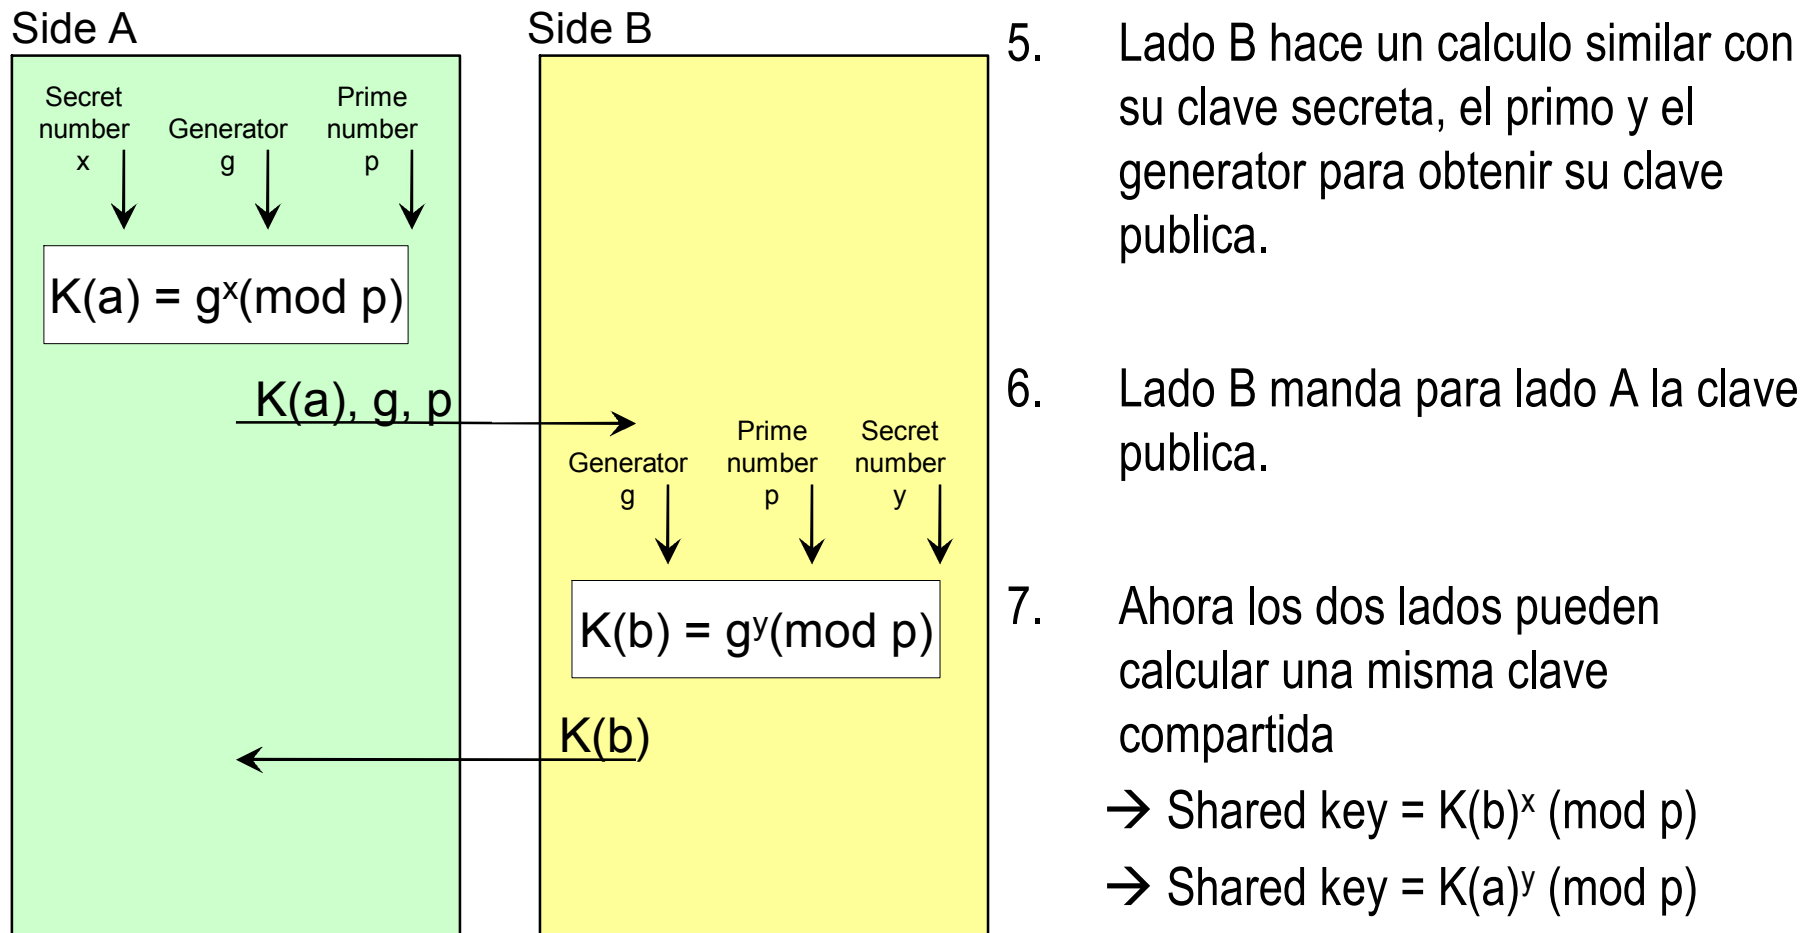 Side A
Secret
number
x
Generator
g
Prime
number
p
K(a) = gˣ(mod p)
K(a), g, p
Side B
Generator
g
Prime
number
p
Secret
number
y
K(b) = gʸ(mod p)
K(b)
5. Lado B hace un calculo similar con
su clave secreta, el primo y el
generator para obtenir su clave
publica.
6. Lado B manda para lado A la clave
publica.
7. Ahora los dos lados pueden
calcular una misma clave
compartida
→ Shared key = K(b)ˣ (mod p)
→ Shared key = K(a)ʸ (mod p)